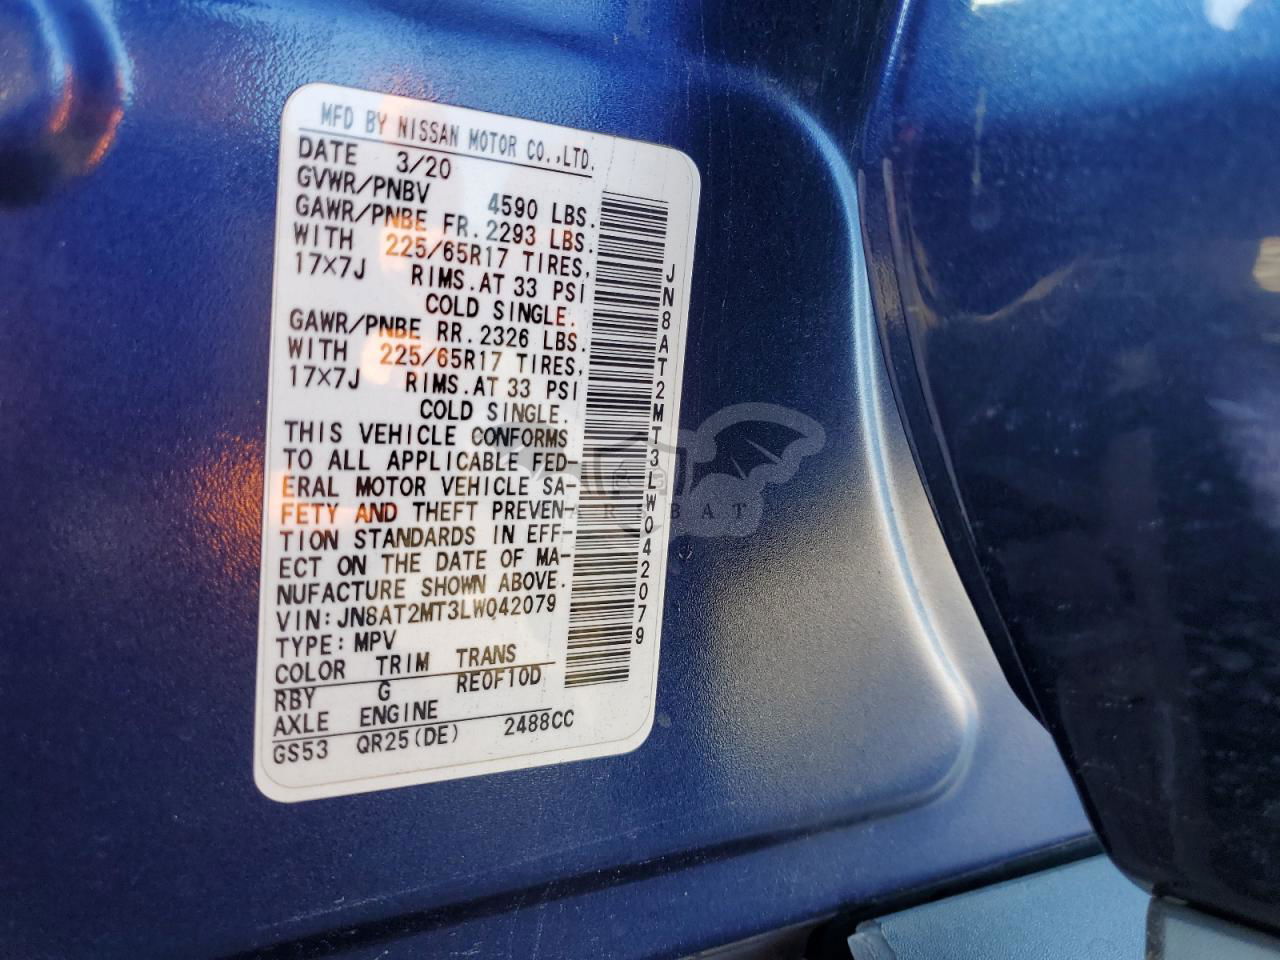 MFD BY NISSAN MOTOR CO.,LTD.
DATE 3/20
GVWR/PNBV 4590 LBS.
GAWR/PNBE FR. 2293 LBS.
WITH 225/65R17 TIRES,
17×7J RIMS.AT 33 PSI
COLD SINGLE.
GAWR/PNBE RR. 2326 LBS.
WITH 225/65R17 TIRES,
17×7J RIMS.AT 33 PSI
COLD SINGLE.
THIS VEHICLE CONFORMS
TO ALL APPLICABLE FED-
ERAL MOTOR VEHICLE SA-
FETY AND THEFT PREVEN-
TION STANDARDS IN EFF-
ECT ON THE DATE OF MA-
NUFACTURE SHOWN ABOVE.
VIN:JN8AT2MT3LW042079
TYPE:MPV
COLOR TRIM TRANS
RBY G RE0F10D
AXLE ENGINE
GS53 QR25(DE) 2488CC
JN8AT2MT3LW042079